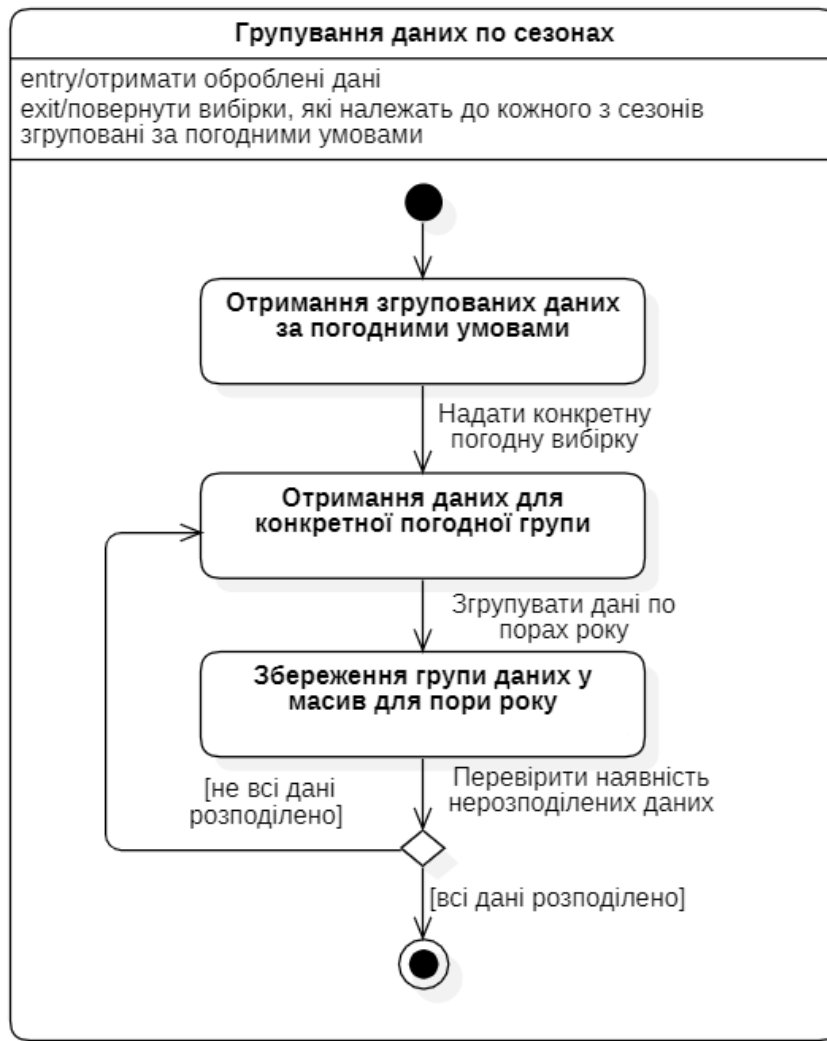 Групування даних по сезонах
entry/отримати оброблені дані
exit/повернути вибірки, які належать до кожного з сезонів
згруповані за погодними умовами
Отримання згрупованих даних
за погодними умовами
Надати конкретну
погодну вибірку
Отримання даних для
конкретної погодної групи
Згрупувати дані по
порах року
Збереження групи даних у
масив для пори року
Перевірити наявність
нерозподілених даних
[не всі дані
розподілено]
[всі дані розподілено]